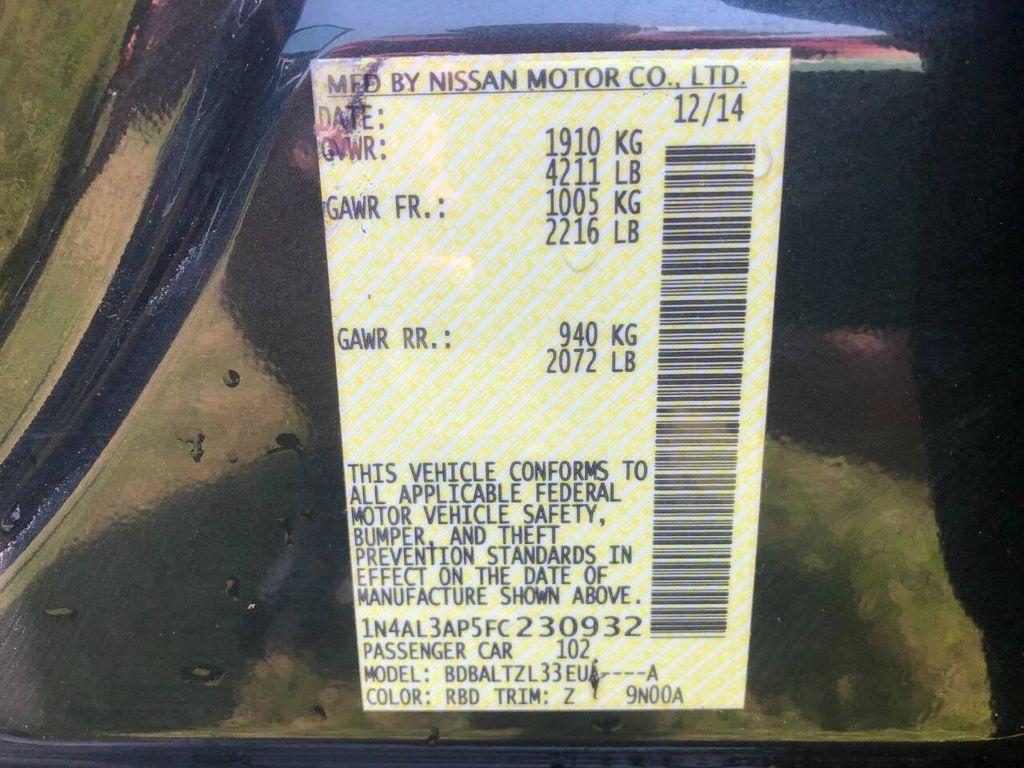 MFD BY NISSAN MOTOR CO., LTD.
DATE: 12/14
GVWR: 1910 KG
4211 LB
GAWR FR.: 1005 KG
2216 LB
GAWR RR.: 940 KG
2072 LB
THIS VEHICLE CONFORMS TO
ALL APPLICABLE FEDERAL
MOTOR VEHICLE SAFETY,
BUMPER, AND THEFT
PREVENTION STANDARDS IN
EFFECT ON THE DATE OF
MANUFACTURE SHOWN ABOVE.
1N4AL3AP5FC230932
PASSENGER CAR 102
MODEL: BDBALTZL33EUA----A
COLOR: RBD TRIM: Z 9N00A